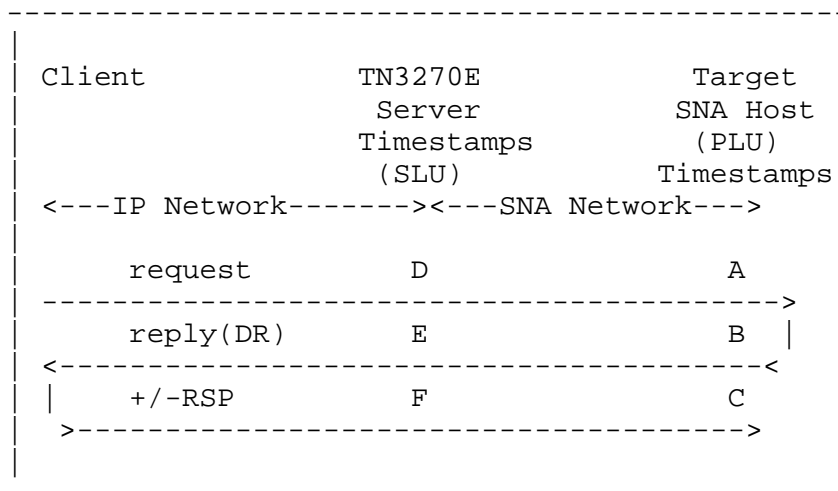 Client TN3270E Target
Server SNA Host
Timestamps (PLU)
(SLU) Timestamps
<---IP Network-------><---SNA Network--->
request D A
------------------------------------------>
reply(DR) E B |
<-----------------------------------------<
| +/-RSP F C
>--------------------------------------->